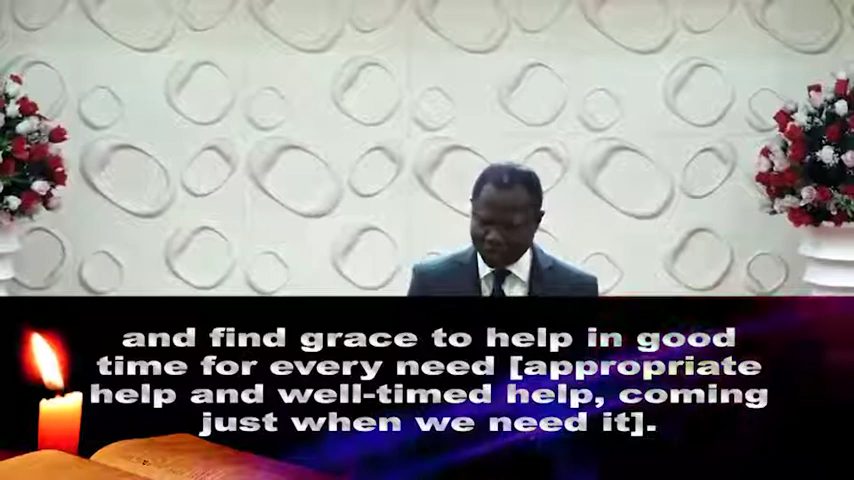 and find grace to help in good
time for every need [appropriate
help and well-timed help, coming
just when we need it].